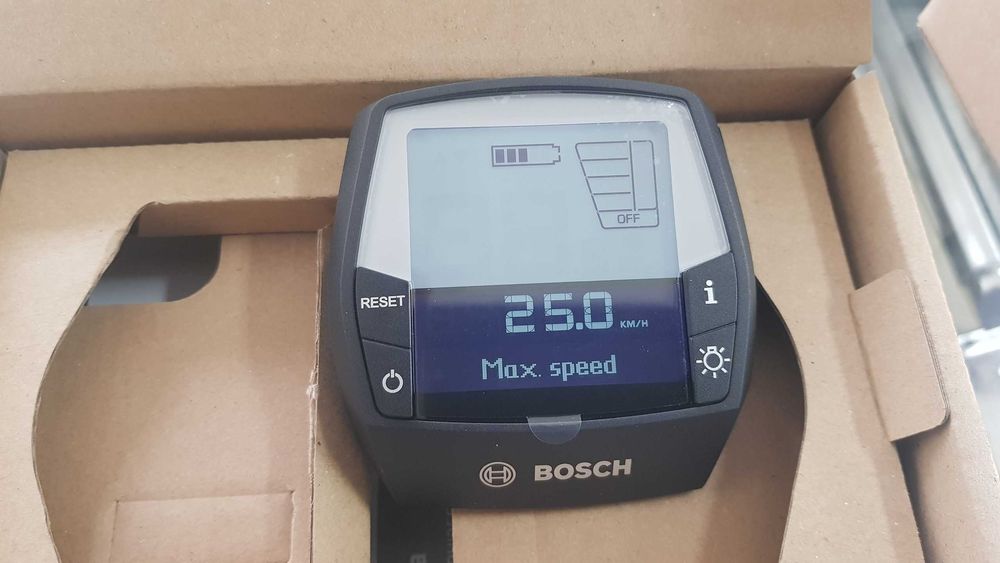 OFF
RESET
i
25.0 KM/H
Max. speed
BOSCH